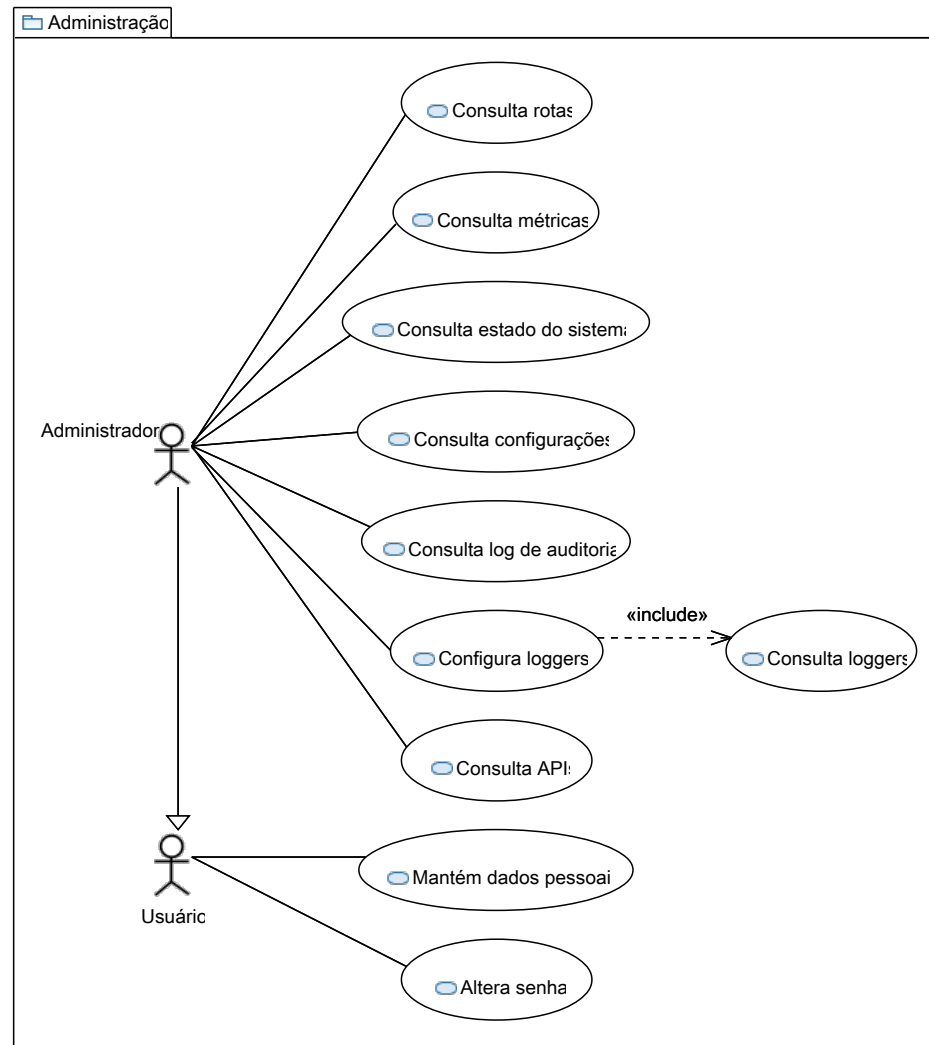 Administração
Consulta rotas
Consulta métricas
Consulta estado do sistema
Administrador
Consulta configurações
Consulta log de auditoria
«include»
Configura loggers
Consulta loggers
Consulta APIs
Mantém dados pessoai
Usuário
Altera senha